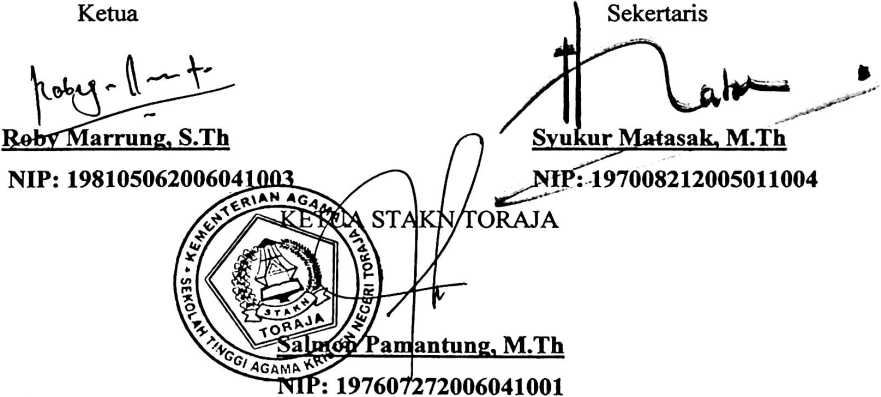 Ketua
Sekertaris
Roby Marrung, S.Th
Syukur Matasak, M.Th
NIP: 198105062006041003
NIP: 197008212005011004
KETUA STAKN TORAJA
KEMENTERIAN AGAMA
SEKOLAH TINGGI AGAMA KRISTEN NEGERI TORAJA
STAKN
TORAJA
Salmon Pamantung, M.Th
NIP: 197607272006041001